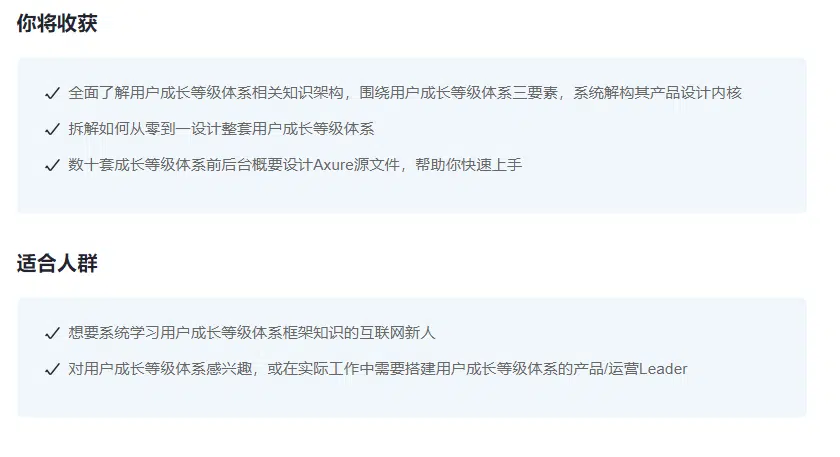 你将收获
全面了解用户成长等级体系相关知识架构，围绕用户成长等级体系三要素，系统解构其产品设计内核
拆解如何从零到一设计整套用户成长等级体系
数十套成长等级体系前后台概要设计Axure源文件，帮助你快速上手
适合人群
想要系统学习用户成长等级体系框架知识的互联网新人
对用户成长等级体系感兴趣，或在实际工作中需要搭建用户成长等级体系的产品/运营Leader